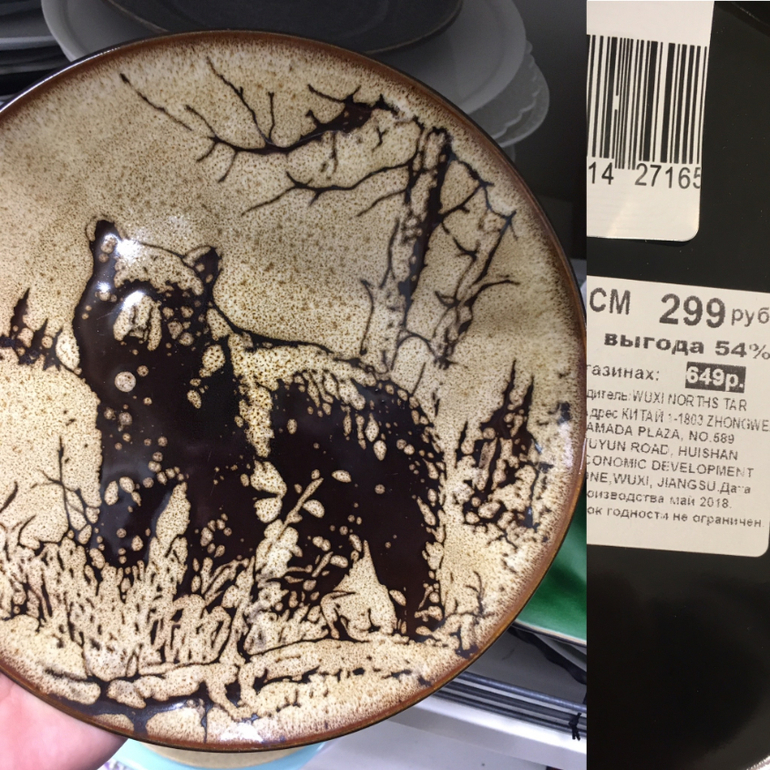 14 27165
СМ 299 руб
выгода 54%
газинах: 649р.
дитель: WUXI NORTHS TAR
дрес КИТАЙ 1-1803 ZHONGWE
AMADA PLAZA, NO.589
UYUN ROAD, HUISHAN
CONOMIC DEVELOPMENT
NE,WUXI, JIANGSU,Дата
оизводства май 2018.
ок годности не ограничен